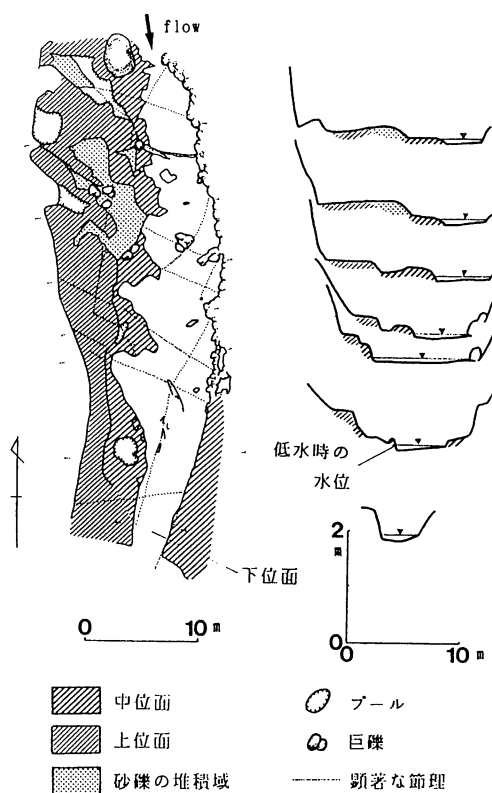 flow
低水時の
水位
下位面
2
m
0
0 10 m
0 10 m
中位面
上位面
砂礫の堆積域
プール
巨礫
顕著な節理